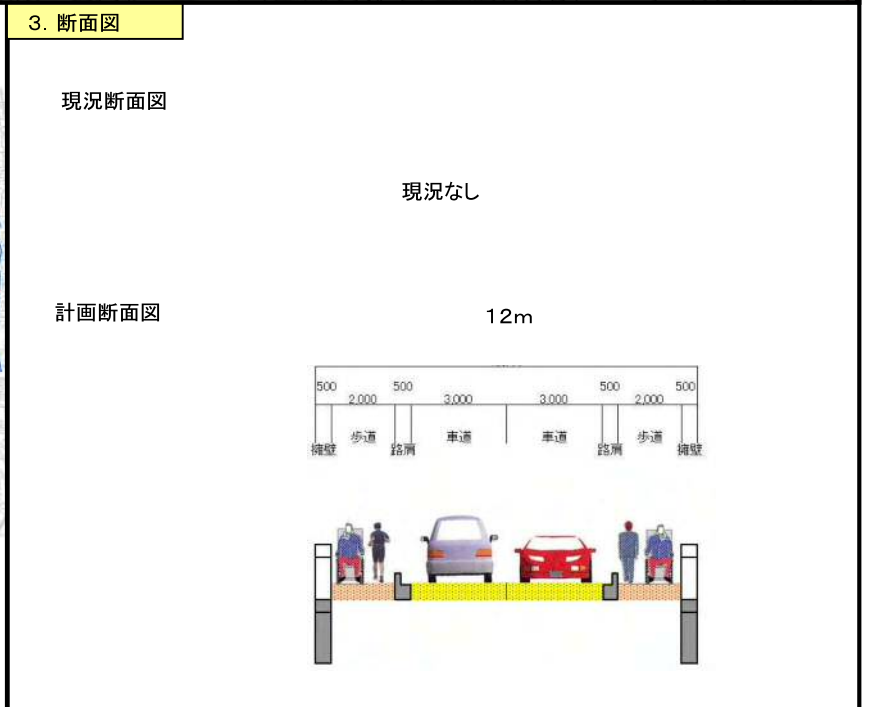 ３．断面図
現況断面図
現況なし
計画断面図
１２ｍ
500 500 500 500
2,000 3,000 3,000 2,000
擁壁 歩道 路肩 車道 車道 路肩 歩道 擁壁